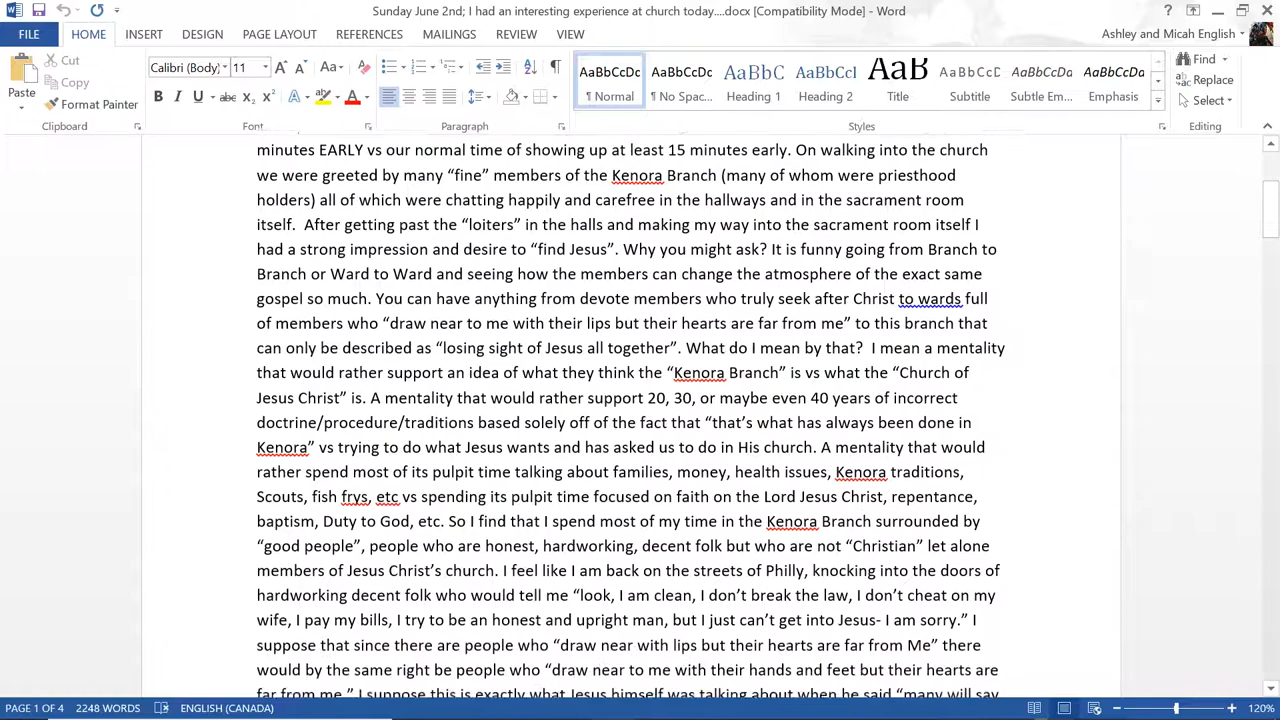 Sunday June 2nd; I had an interesting experience at church today....docx [Compatibility Mode] - Word
FILE HOME INSERT DESIGN PAGE LAYOUT REFERENCES MAILINGS REVIEW VIEW Ashley and Micah English
Cut
Copy
Format Painter
Paste
Clipboard
Calibri (Body) 11
Font
Paragraph
AaBbCcDc AaBbCcDc AaBbC AaBbCcI AaB AaBbCcD AaBbCcDc AaBbCcDc
¶ Normal ¶ No Spac... Heading 1 Heading 2 Title Subtitle Subtle Em... Emphasis
Styles
Find
Replace
Select
Editing
minutes EARLY vs our normal time of showing up at least 15 minutes early. On walking into the church
we were greeted by many “fine” members of the Kenora Branch (many of whom were priesthood
holders) all of which were chatting happily and carefree in the hallways and in the sacrament room
itself.  After getting past the “loiters” in the halls and making my way into the sacrament room itself I
had a strong impression and desire to “find Jesus”. Why you might ask? It is funny going from Branch to
Branch or Ward to Ward and seeing how the members can change the atmosphere of the exact same
gospel so much. You can have anything from devote members who truly seek after Christ to wards full
of members who “draw near to me with their lips but their hearts are far from me” to this branch that
can only be described as “losing sight of Jesus all together”. What do I mean by that?  I mean a mentality
that would rather support an idea of what they think the “Kenora Branch” is vs what the “Church of
Jesus Christ” is. A mentality that would rather support 20, 30, or maybe even 40 years of incorrect
doctrine/procedure/traditions based solely off of the fact that “that’s what has always been done in
Kenora” vs trying to do what Jesus wants and has asked us to do in His church. A mentality that would
rather spend most of its pulpit time talking about families, money, health issues, Kenora traditions,
Scouts, fish frys, etc vs spending its pulpit time focused on faith on the Lord Jesus Christ, repentance,
baptism, Duty to God, etc. So I find that I spend most of my time in the Kenora Branch surrounded by
“good people”, people who are honest, hardworking, decent folk but who are not “Christian” let alone
members of Jesus Christ’s church. I feel like I am back on the streets of Philly, knocking into the doors of
hardworking decent folk who would tell me “look, I am clean, I don’t break the law, I don’t cheat on my
wife, I pay my bills, I try to be an honest and upright man, but I just can’t get into Jesus- I am sorry.” I
suppose that since there are people who “draw near with lips but their hearts are far from Me” there
would by the same right be people who “draw near to me with their hands and feet but their hearts are
far from me.” I suppose this is exactly what Jesus himself was talking about when he said “many will say
PAGE 1 OF 4 2248 WORDS ENGLISH (CANADA) 120%